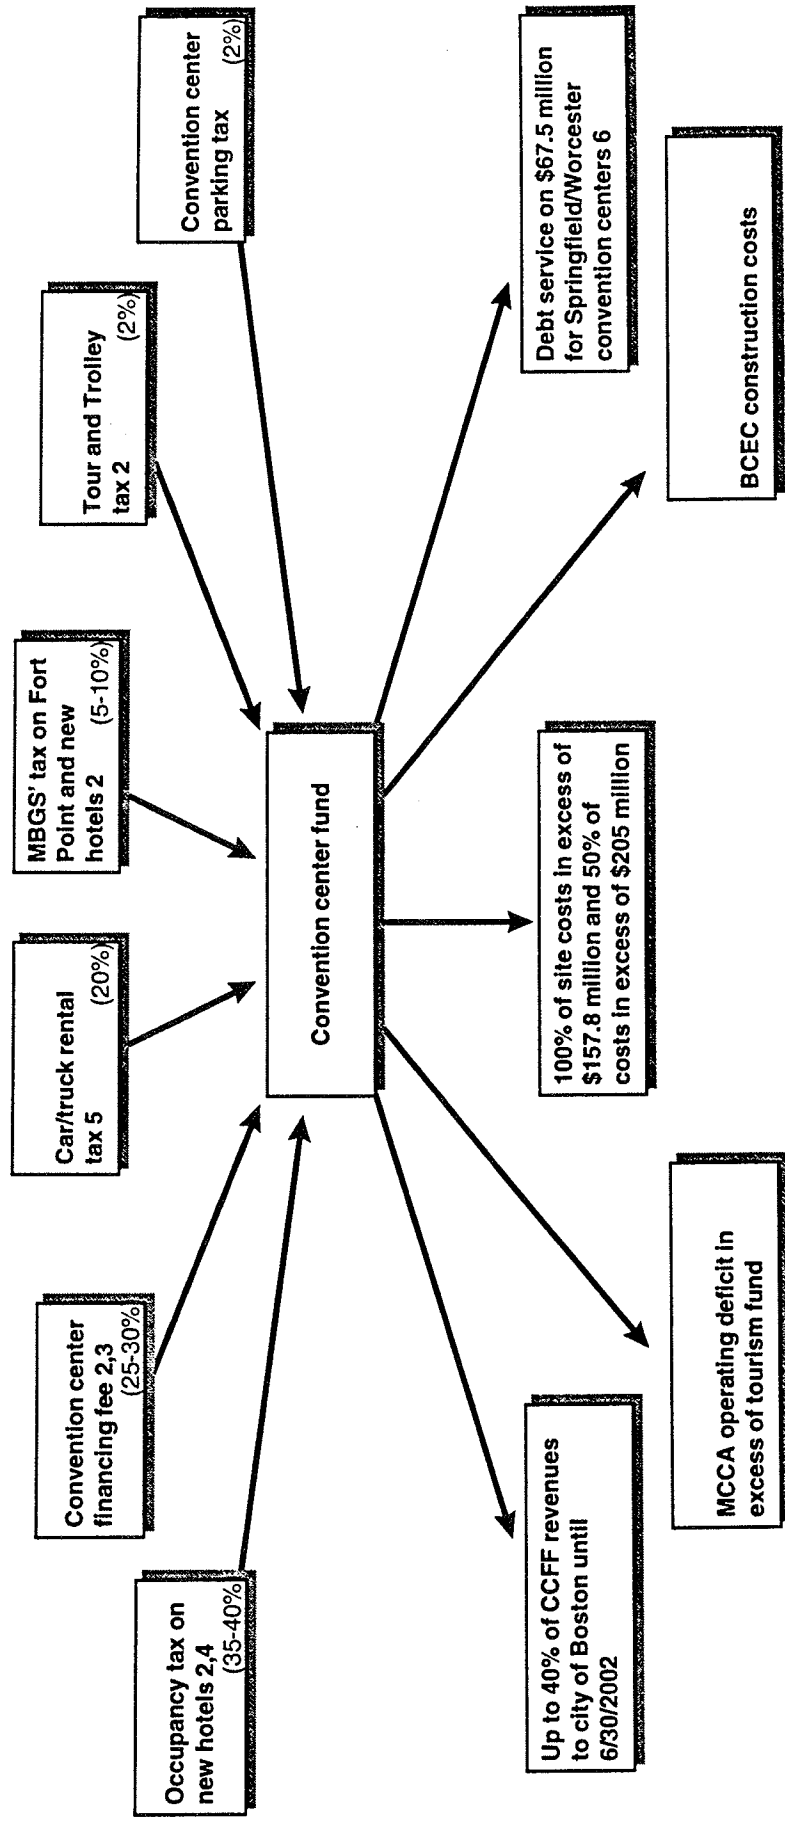 Occupancy tax on
new hotels 2,4
(35-40%
Convention center
financing fee 2,3
(25-30%
Car/truck rental
tax 5
(20%)
MBGS' tax on Fort
Point and new
hotels 2
(5-10%)
Tour and Trolley
tax 2
(2%)
Convention center
parking tax
(2%)
Convention center fund
Up to 40% of CCFF revenues
to city of Boston until
6/30/2002
MCCA operating deficit in
excess of tourism fund
100% of site costs in excess of
$157.8 million and 50% of
costs in excess of $205 million
BCEC construction costs
Debt service on $67.5 million
for Springfield/Worcester
convention centers 6